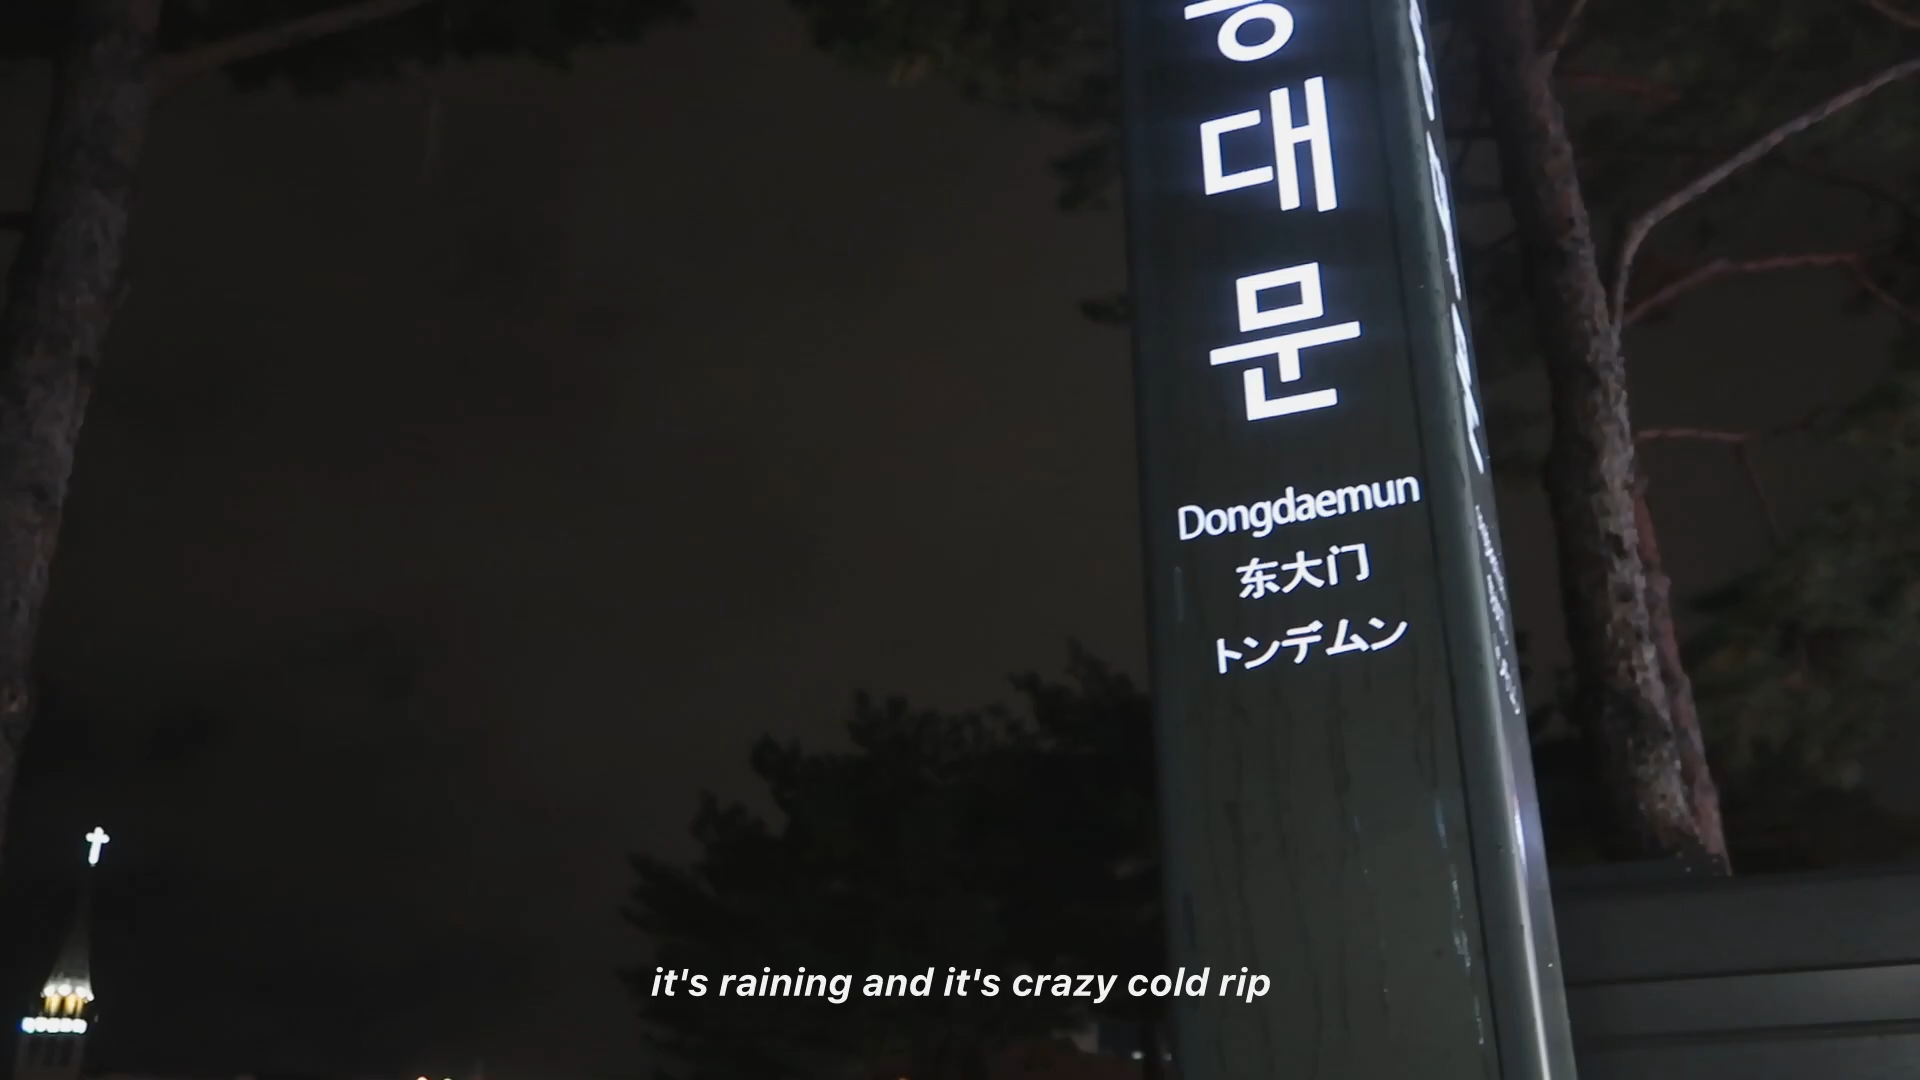 대
문
Dongdaemun
东大门
トンデムン
it's raining and it's crazy cold rip